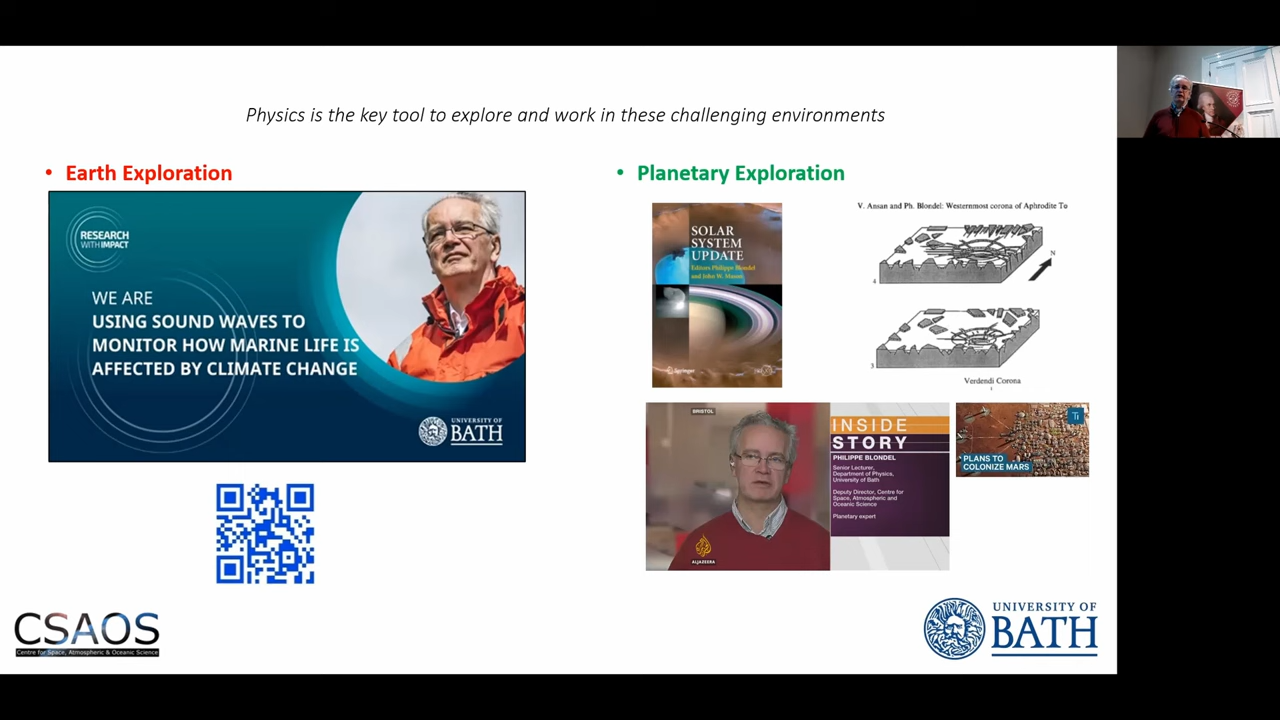 Physics is the key tool to explore and work in these challenging environments
• Earth Exploration
RESEARCH
WITH IMPACT
WE ARE
USING SOUND WAVES TO
MONITOR HOW MARINE LIFE IS
AFFECTED BY CLIMATE CHANGE
UNIVERSITY OF
BATH
CSAOS
Centre for Space, Atmospheric & Oceanic Science
• Planetary Exploration
SOLAR
SYSTEM
UPDATE
Editors Philippe Blondel
and John W. Mason
Springer
V. Ansan and Ph. Blondel: Westernmost corona of Aphrodite To
N
4
3
Verdendi Corona
BRISTOL
ALJAZEERA
INSIDE
STORY
PHILIPPE BLONDEL
Senior Lecturer,
Department of Physics,
University of Bath
Deputy Director, Centre for
Space, Atmospheric and
Oceanic Science
Planetary expert
Ti
PLANS TO
COLONIZE MARS
UNIVERSITY OF
BATH